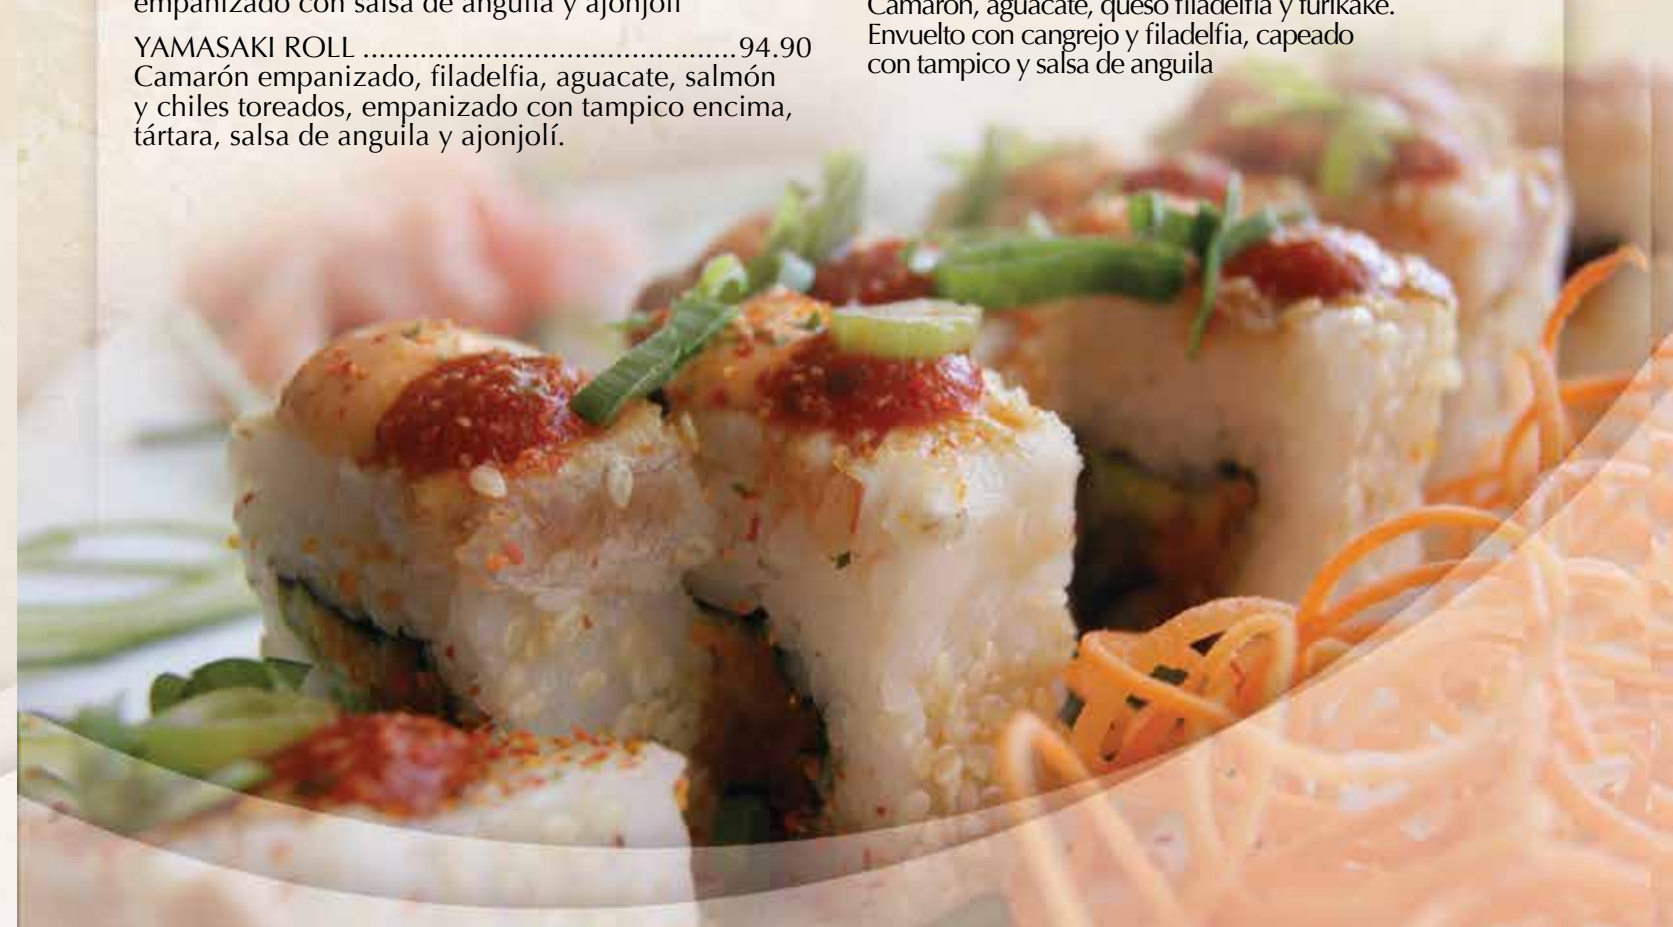 empanizado con salsa de anguila y ajonjolí
YAMASAKI ROLL ..............................................94.90
Camarón empanizado, filadelfia, aguacate, salmón
y chiles toreados, empanizado con tampico encima,
tártara, salsa de anguila y ajonjolí.
Camarón, aguacate, queso filadelfia y furikake.
Envuelto con cangrejo y filadelfia, capeado
con tampico y salsa de anguila